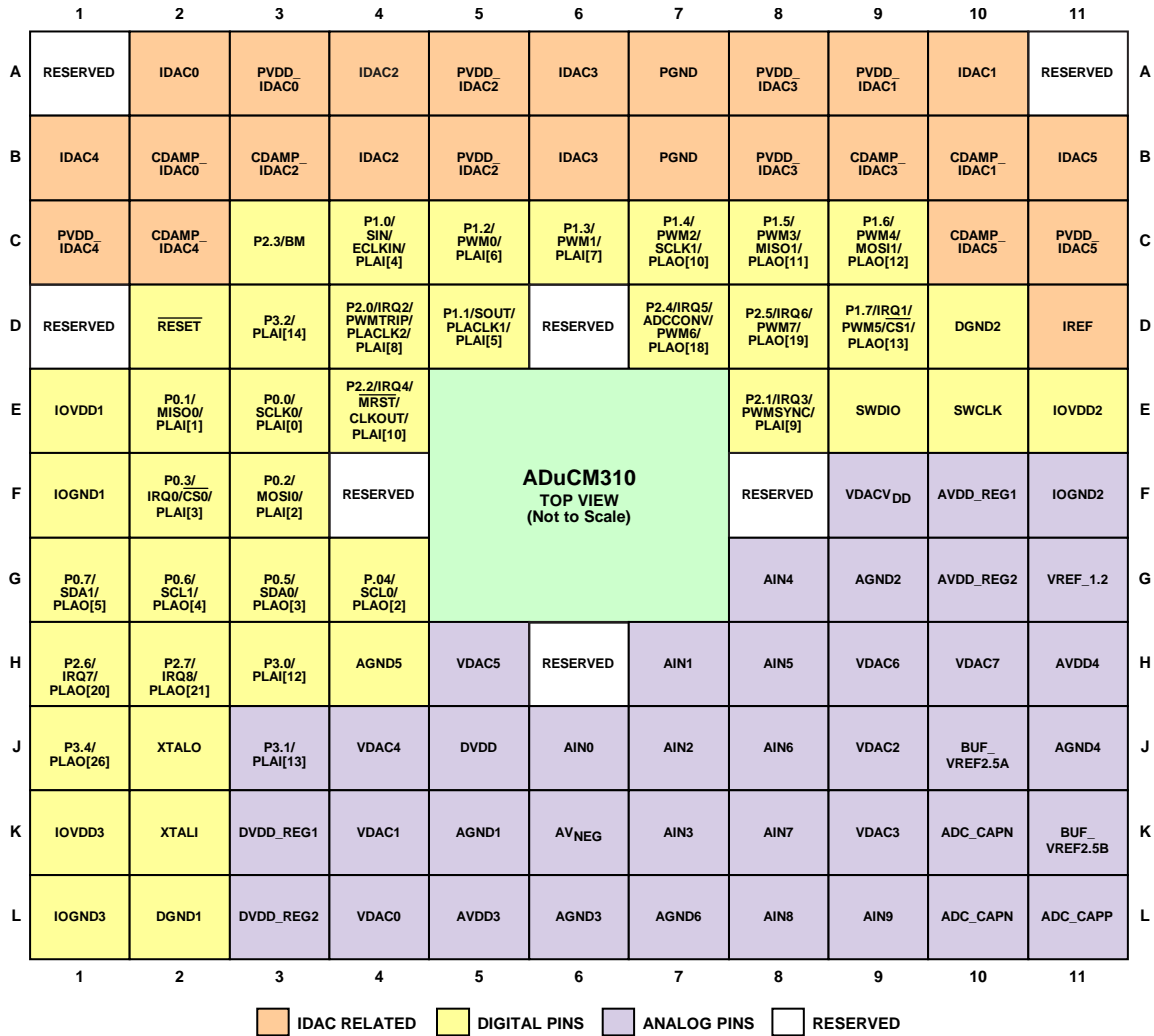 1 2 3 4 5 6 7 8 9 10 11
A RESERVED IDAC0 PVDD_ IDAC0 IDAC2 PVDD_ IDAC2 IDAC3 PGND PVDD_ IDAC3 PVDD_ IDAC1 IDAC1 RESERVED A
B IDAC4 CDAMP_ IDAC0 CDAMP_ IDAC2 IDAC2 PVDD_ IDAC2 IDAC3 PGND PVDD_ IDAC3 CDAMP_ IDAC3 CDAMP_ IDAC1 IDAC5 B
C PVDD_ IDAC4 CDAMP_ IDAC4 P2.3/BM P1.0/ SIN/ ECLKIN/ PLAI[4] P1.2/ PWM0/ PLAI[6] P1.3/ PWM1/ PLAI[7] P1.4/ PWM2/ SCLK1/ PLAO[10] P1.5/ PWM3/ MISO1/ PLAO[11] P1.6/ PWM4/ MOSI1/ PLAO[12] CDAMP_ IDAC5 PVDD_ IDAC5 C
D RESERVED RESET P3.2/ PLAI[14] P2.0/IRQ2/ PWMTRIP/ PLACLK2/ PLAI[8] P1.1/SOUT/ PLACLK1/ PLAI[5] RESERVED P2.4/IRQ5/ ADCCONV/ PWM6/ PLAO[18] P2.5/IRQ6/ PWM7/ PLAO[19] P1.7/IRQ1/ PWM5/CS1/ PLAO[13] DGND2 IREF D
E IOVDD1 P0.1/ MISO0/ PLAI[1] P0.0/ SCLK0/ PLAI[0] P2.2/IRQ4/ MRST/ CLKOUT/ PLAI[10] P2.1/IRQ3/ PWMSYNC/ PLAI[9] SWDIO SWCLK IOVDD2 E
ADuCM310
TOP VIEW
(Not to Scale)
F IOGND1 P0.3/ IRQ0/CS0/ PLAI[3] P0.2/ MOSI0/ PLAI[2] RESERVED RESERVED VDACVDD AVDD_REG1 IOGND2 F
G P0.7/ SDA1/ PLAO[5] P0.6/ SCL1/ PLAO[4] P0.5/ SDA0/ PLAO[3] P.04/ SCL0/ PLAO[2] AIN4 AGND2 AVDD_REG2 VREF_1.2 G
H P2.6/ IRQ7/ PLAO[20] P2.7/ IRQ8/ PLAO[21] P3.0/ PLAI[12] AGND5 VDAC5 RESERVED AIN1 AIN5 VDAC6 VDAC7 AVDD4 H
J P3.4/ PLAO[26] XTALO P3.1/ PLAI[13] VDAC4 DVDD AIN0 AIN2 AIN6 VDAC2 BUF_ VREF2.5A AGND4 J
K IOVDD3 XTALI DVDD_REG1 VDAC1 AGND1 AVNEG AIN3 AIN7 VDAC3 ADC_CAPN BUF_ VREF2.5B K
L IOGND3 DGND1 DVDD_REG2 VDAC0 AVDD3 AGND3 AGND6 AIN8 AIN9 ADC_CAPN ADC_CAPP L
1 2 3 4 5 6 7 8 9 10 11
IDAC RELATED DIGITAL PINS ANALOG PINS RESERVED